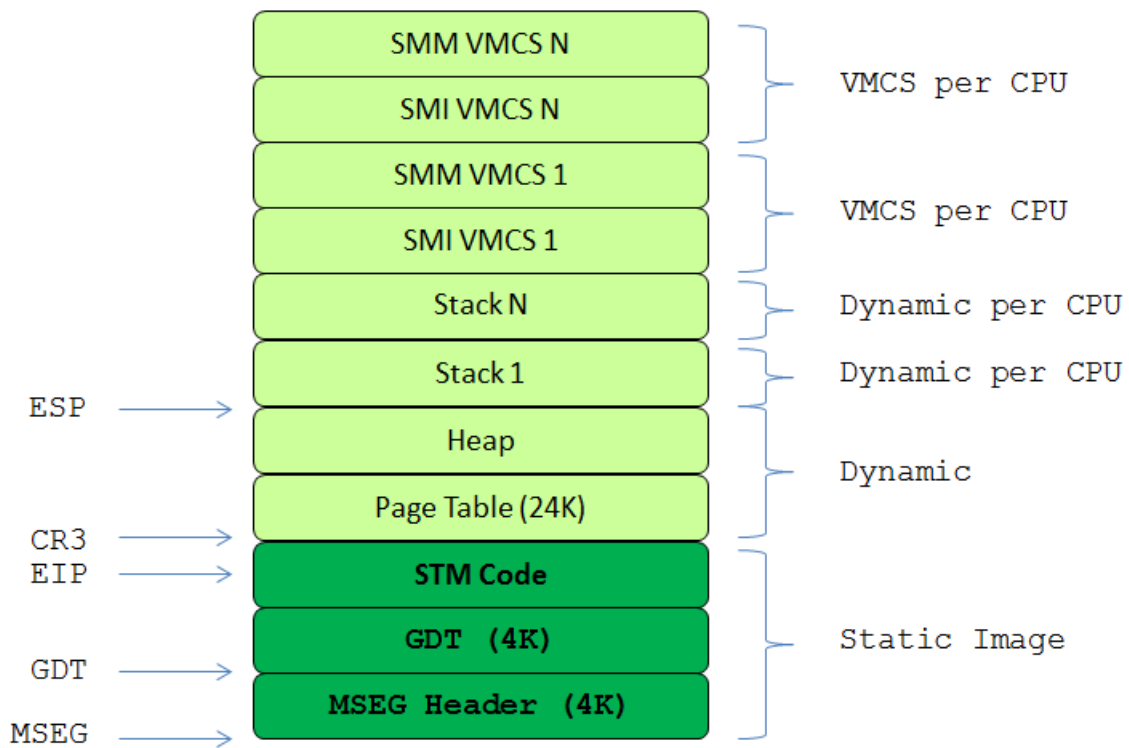 SMM VMCS N
SMI VMCS N
VMCS per CPU
SMM VMCS 1
SMI VMCS 1
VMCS per CPU
Stack N
Dynamic per CPU
Stack 1
Dynamic per CPU
ESP
Heap
Page Table (24K)
Dynamic
CR3
EIP
STM Code
GDT (4K)
GDT
MSEG Header (4K)
MSEG
Static Image